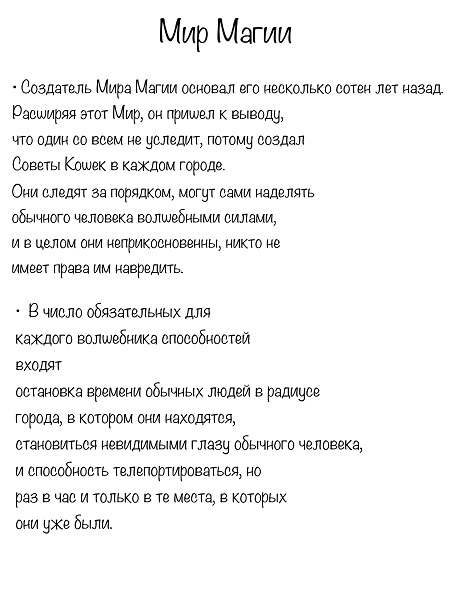 Мир Магии
• Создатель Мира Магии основал его несколько сотен лет назад.
Расширяя этот Мир, он пришел к выводу,
что один со всем не уследит, потому создал
Советы Кошек в каждом городе.
Они следят за порядком, могут сами наделять
обычного человека волшебными силами,
и в целом они неприкосновенны, никто не
имеет права им навредить.
• В число обязательных для
каждого волшебника способностей
входят
остановка времени обычных людей в радиусе
города, в котором они находятся,
становиться невидимыми глазу обычного человека,
и способность телепортироваться, но
раз в час и только в те места, в которых
они уже были.